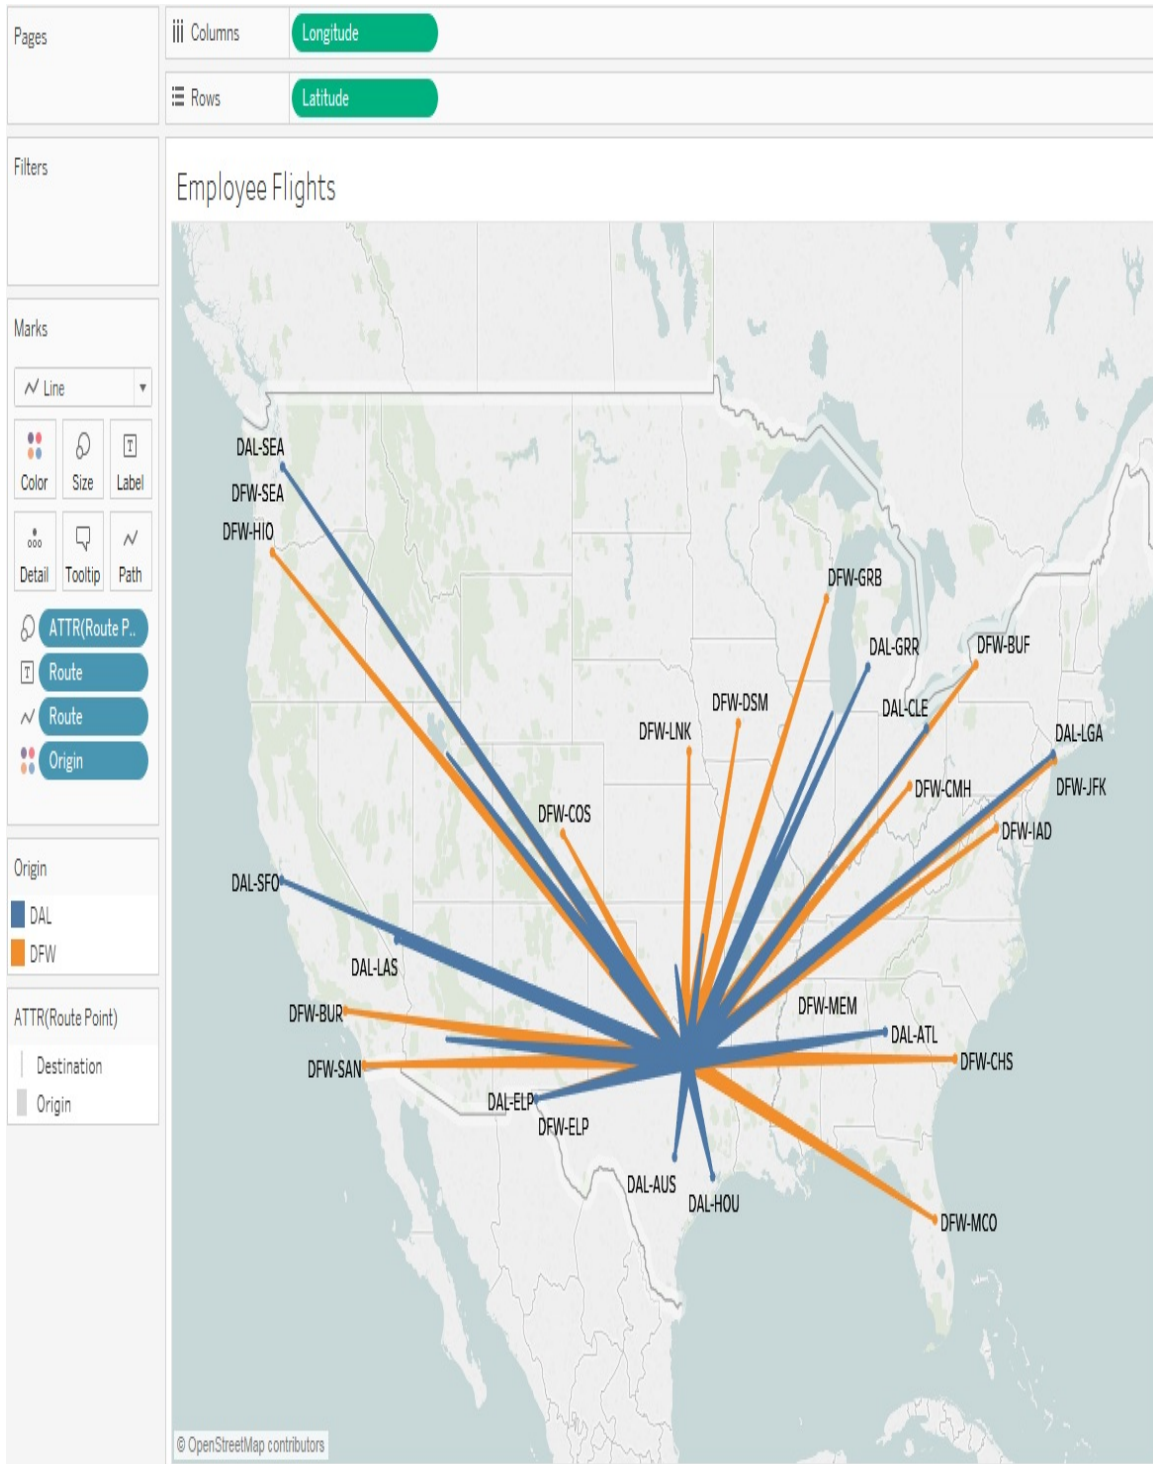 Pages
Columns
Longitude
Rows
Latitude
Filters
Employee Flights
Marks
Line
Color
Size
Label
Detail
Tooltip
Path
ATTR(Route P..
T
Route
Route
Origin
Origin
DAL
DFW
ATTR(Route Point)
Destination
Origin
DAL-SEA
DFW-SEA
DFW-HIO
DFW-GRB
DAL-GRR
DFW-BUF
DFW-DSM
DAL-CLE
DFW-LNK
DAL-LGA
DFW-CMH
DFW-JFK
DFW-COS
DFW-IAD
DAL-SFO
DAL-LAS
DFW-BUR
DFW-MEM
DAL-ATL
DFW-SAN
DFW-CHS
DAL-ELP
DFW-ELP
DAL-AUS
DAL-HOU
DFW-MCO
© OpenStreetMap contributors